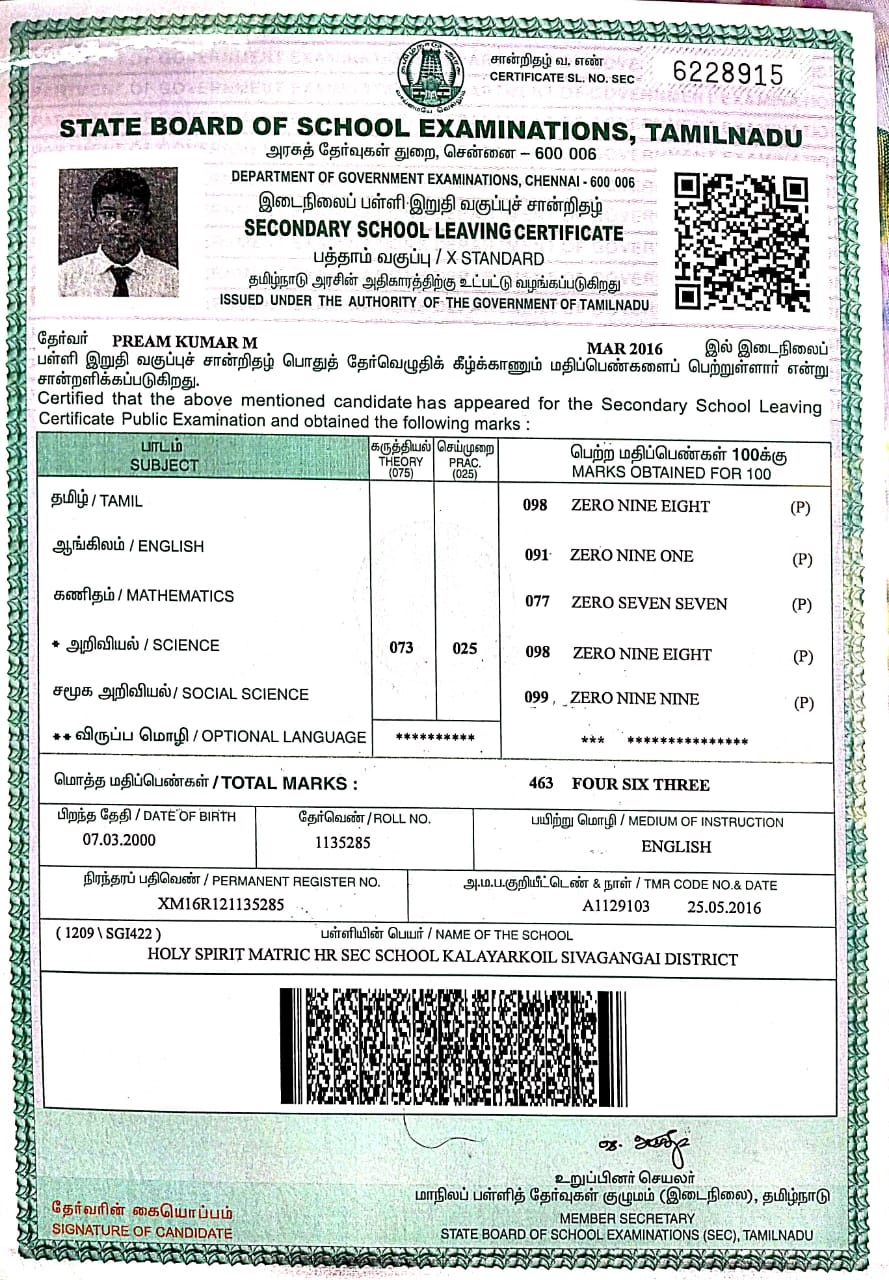 சான்றிதழ் வ. எண்
CERTIFICATE SL. NO. SEC 6228915
STATE BOARD OF SCHOOL EXAMINATIONS, TAMILNADU
அரசுத் தேர்வுகள் துறை, சென்னை – 600 006
DEPARTMENT OF GOVERNMENT EXAMINATIONS, CHENNAI - 600 006
இடைநிலைப் பள்ளி இறுதி வகுப்புச் சான்றிதழ்
SECONDARY SCHOOL LEAVING CERTIFICATE
பத்தாம் வகுப்பு / X STANDARD
தமிழ்நாடு அரசின் அதிகாரத்திற்கு உட்பட்டு வழங்கப்படுகிறது
ISSUED UNDER THE AUTHORITY OF THE GOVERNMENT OF TAMILNADU
தேர்வர் PREAM KUMAR M MAR 2016 இல் இடைநிலைப்
பள்ளி இறுதி வகுப்புச் சான்றிதழ் பொதுத் தேர்வெழுதிக் கீழ்க்காணும் மதிப்பெண்களைப் பெற்றுள்ளார் என்று
சான்றளிக்கப்படுகிறது.
Certified that the above mentioned candidate has appeared for the Secondary School Leaving
Certificate Public Examination and obtained the following marks :
பாடம் கருத்தியல் செய்முறை பெற்ற மதிப்பெண்கள் 100க்கு
SUBJECT THEORY PRAC. MARKS OBTAINED FOR 100
(075) (025)
தமிழ் / TAMIL 098 ZERO NINE EIGHT (P)
ஆங்கிலம் / ENGLISH 091 ZERO NINE ONE (P)
கணிதம் / MATHEMATICS 077 ZERO SEVEN SEVEN (P)
* அறிவியல் / SCIENCE 073 025 098 ZERO NINE EIGHT (P)
சமூக அறிவியல் / SOCIAL SCIENCE 099 ZERO NINE NINE (P)
** விருப்ப மொழி / OPTIONAL LANGUAGE ********** *** ***************
மொத்த மதிப்பெண்கள் / TOTAL MARKS : 463 FOUR SIX THREE
பிறந்த தேதி / DATE OF BIRTH தேர்வெண் / ROLL NO. பயிற்று மொழி / MEDIUM OF INSTRUCTION
07.03.2000 1135285 ENGLISH
நிரந்தரப் பதிவெண் / PERMANENT REGISTER NO. அ.ம.ப.குறியீட்டெண் & நாள் / TMR CODE NO.& DATE
XM16R121135285 A1129103 25.05.2016
( 1209 \ SGI422 ) பள்ளியின் பெயர் / NAME OF THE SCHOOL
HOLY SPIRIT MATRIC HR SEC SCHOOL KALAYARKOIL SIVAGANGAI DISTRICT
உறுப்பினர் செயலர்
தேர்வரின் கையொப்பம் மாநிலப் பள்ளித் தேர்வுகள் குழுமம் (இடைநிலை), தமிழ்நாடு
SIGNATURE OF CANDIDATE MEMBER SECRETARY
STATE BOARD OF SCHOOL EXAMINATIONS (SEC), TAMILNADU